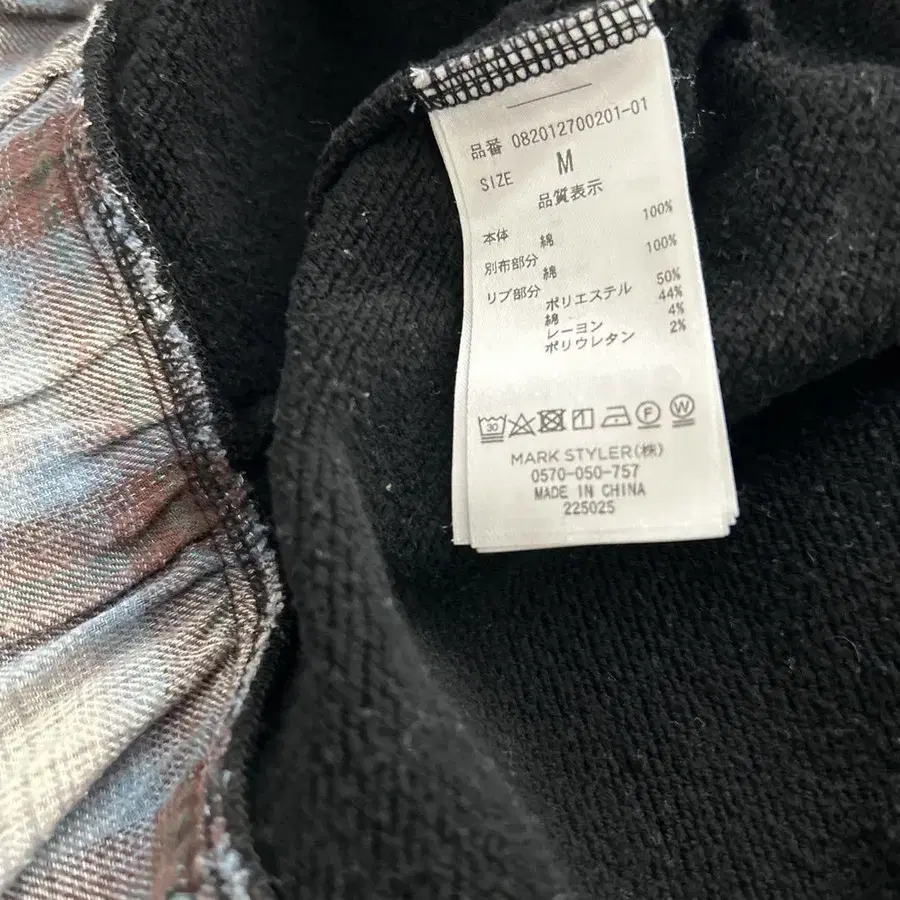 品番 082012700201-01
SIZE M
品質表示
本体 綿 100%
別布部分 綿 100%
リブ部分 ポリエステル 50%
綿 44%
レーヨン 4%
ポリウレタン 2%
30 F W
MARK STYLER(株)
0570-050-757
MADE IN CHINA
225025